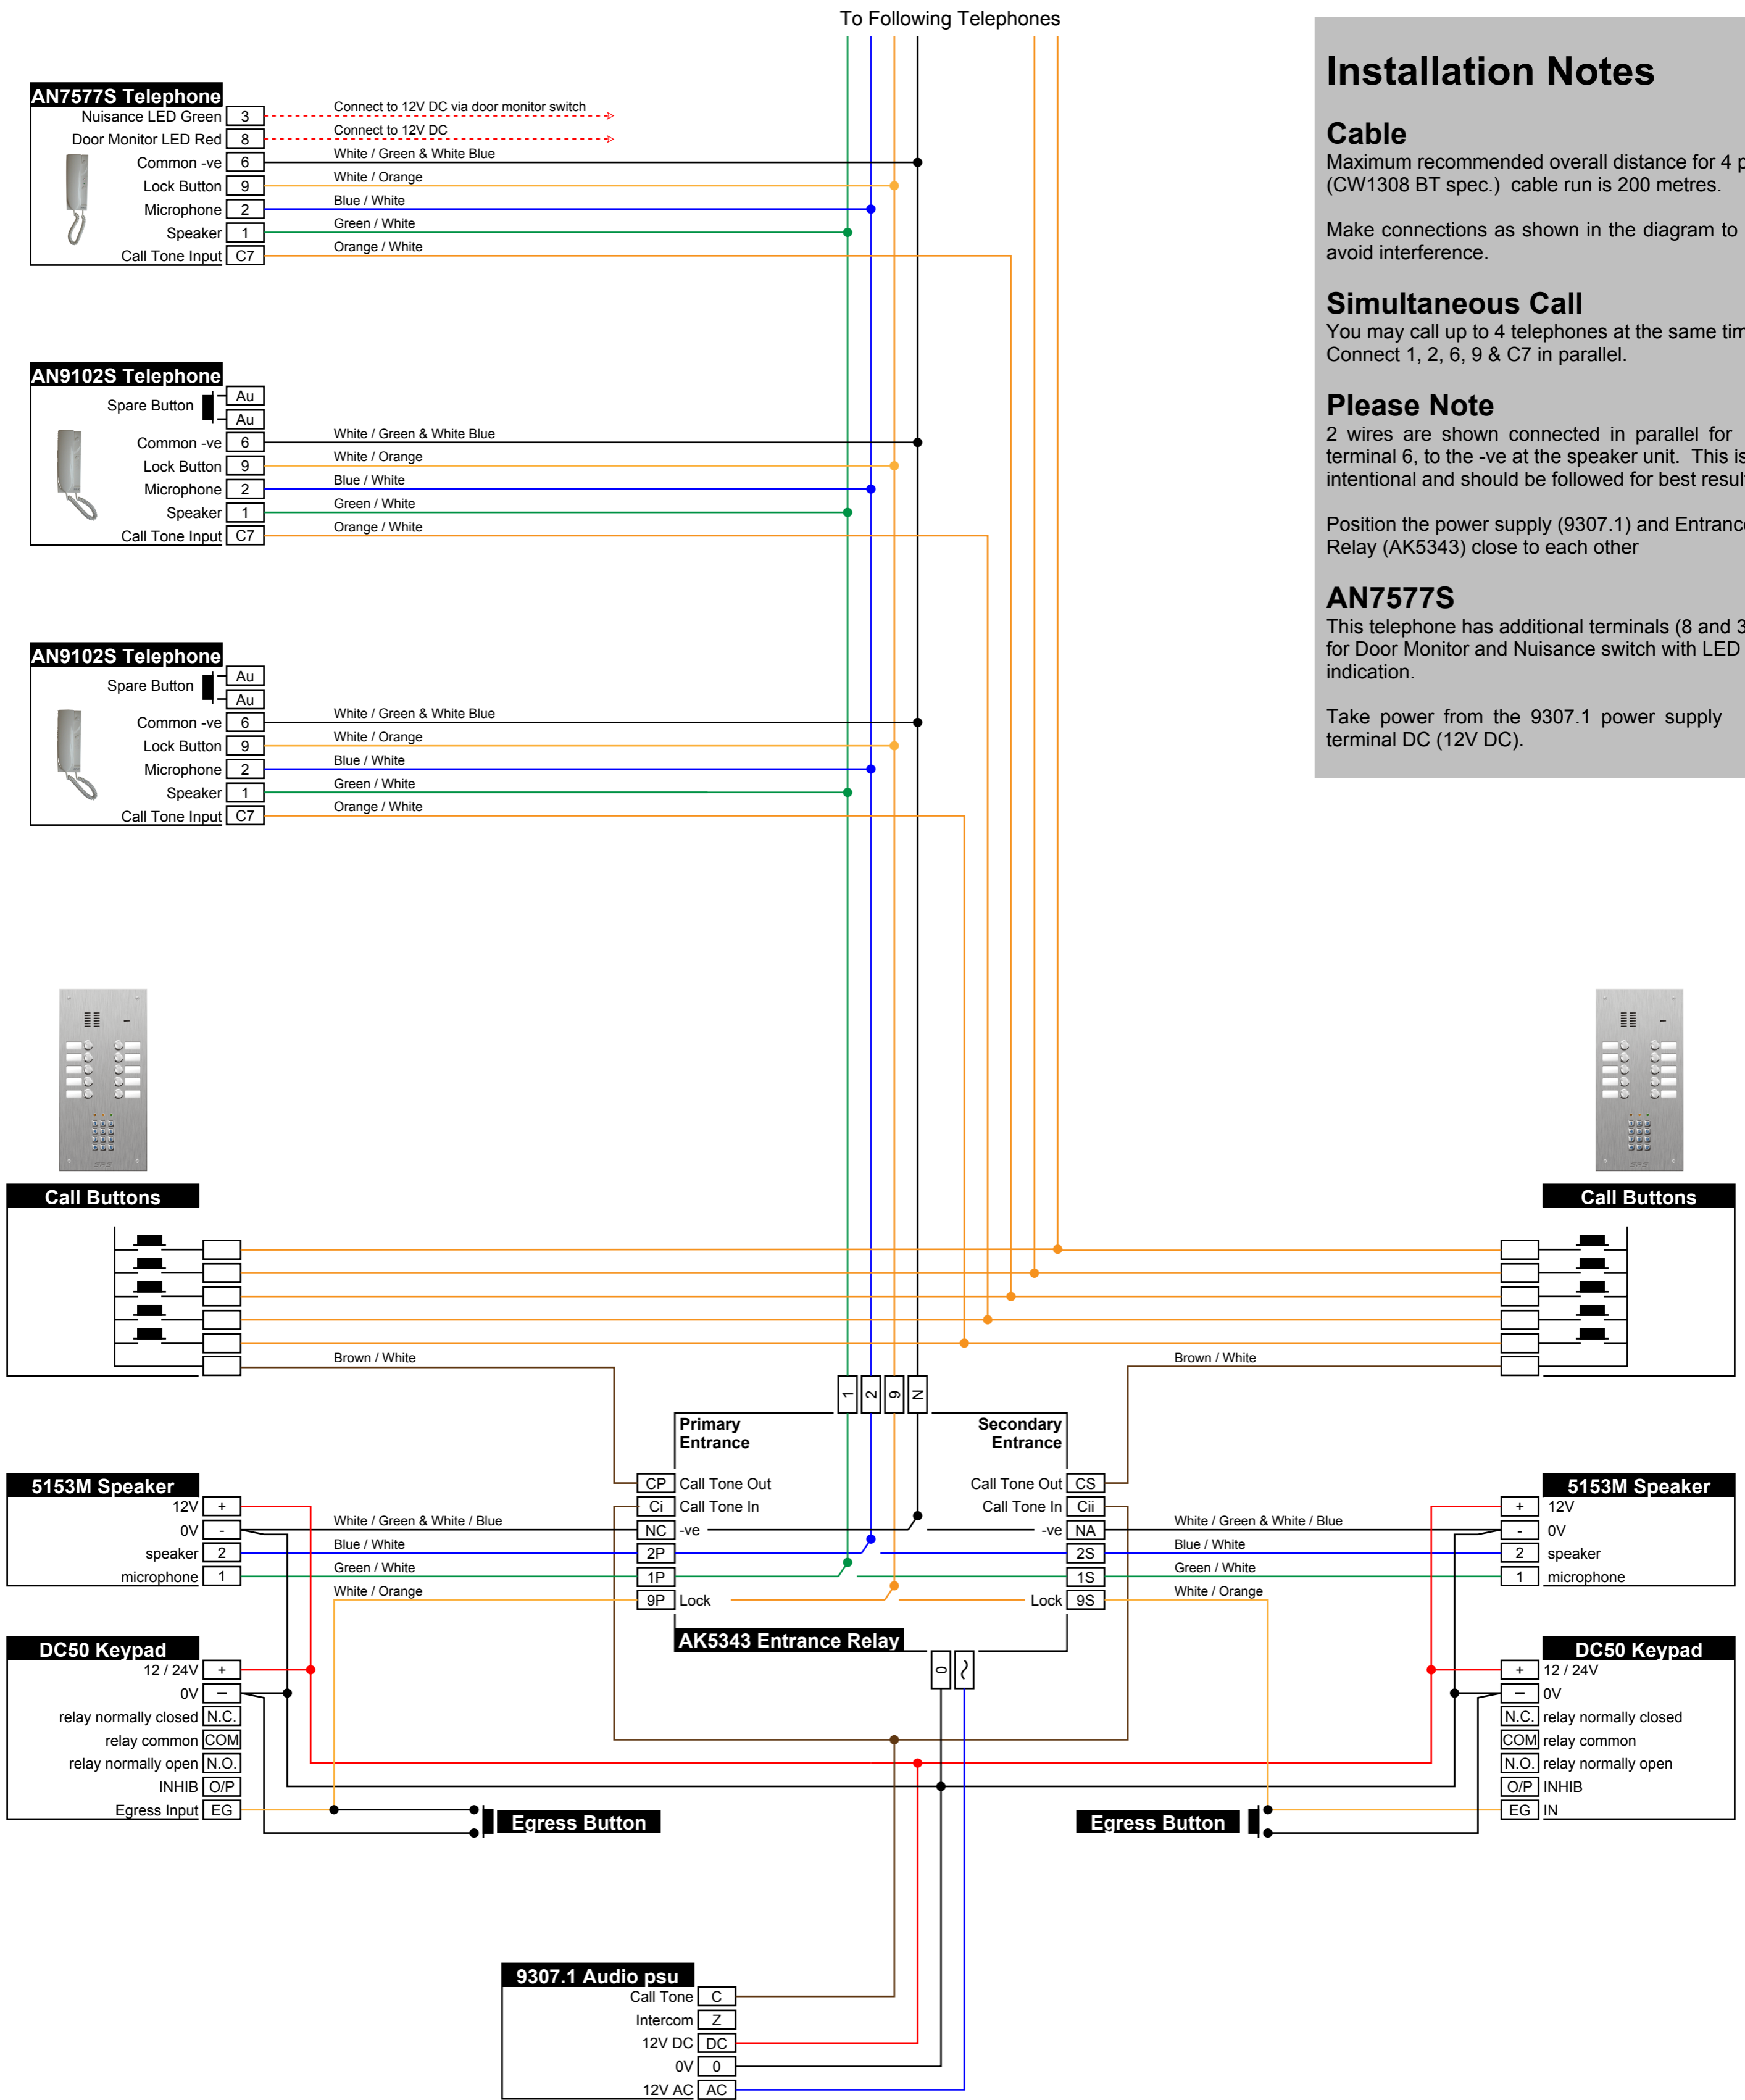 To Following Telephones
AN7577S Telephone
Nuisance LED Green 3 Connect to 12V DC via door monitor switch
Door Monitor LED Red 8 Connect to 12V DC
Common -ve 6 White / Green & White Blue
Lock Button 9 White / Orange
Microphone 2 Blue / White
Speaker 1 Green / White
Call Tone Input C7 Orange / White
AN9102S Telephone
Spare Button Au
Au
Common -ve 6 White / Green & White Blue
Lock Button 9 White / Orange
Microphone 2 Blue / White
Speaker 1 Green / White
Call Tone Input C7 Orange / White
AN9102S Telephone
Spare Button Au
Au
Common -ve 6 White / Green & White Blue
Lock Button 9 White / Orange
Microphone 2 Blue / White
Speaker 1 Green / White
Call Tone Input C7 Orange / White
Installation Notes
Cable
Maximum recommended overall distance for 4 p
(CW1308 BT spec.) cable run is 200 metres.
Make connections as shown in the diagram to
avoid interference.
Simultaneous Call
You may call up to 4 telephones at the same tim
Connect 1, 2, 6, 9 & C7 in parallel.
Please Note
2 wires are shown connected in parallel for
terminal 6, to the -ve at the speaker unit. This is
intentional and should be followed for best resul
Position the power supply (9307.1) and Entrance
Relay (AK5343) close to each other
AN7577S
This telephone has additional terminals (8 and 3
for Door Monitor and Nuisance switch with LED
indication.
Take power from the 9307.1 power supply
terminal DC (12V DC).
Call Buttons
Brown / White
Call Buttons
Brown / White
1 2 9 N
Primary
Entrance
Secondary
Entrance
CP Call Tone Out
Ci Call Tone In
NC -ve
2P
1P
9P Lock
Call Tone Out CS
Call Tone In Cii
-ve NA
2S
1S
Lock 9S
AK5343 Entrance Relay
0 ~
5153M Speaker
12V +
0V - White / Green & White / Blue
speaker 2 Blue / White
microphone 1 Green / White
White / Orange
DC50 Keypad
12 / 24V +
0V –
relay normally closed N.C.
relay common COM
relay normally open N.O.
INHIB O/P
Egress Input EG
Egress Button
5153M Speaker
+ 12V
White / Green & White / Blue - 0V
Blue / White 2 speaker
Green / White 1 microphone
White / Orange
DC50 Keypad
+ 12 / 24V
– 0V
N.C. relay normally closed
COM relay common
N.O. relay normally open
O/P INHIB
EG IN
Egress Button
9307.1 Audio psu
Call Tone C
Intercom Z
12V DC DC
0V 0
12V AC AC